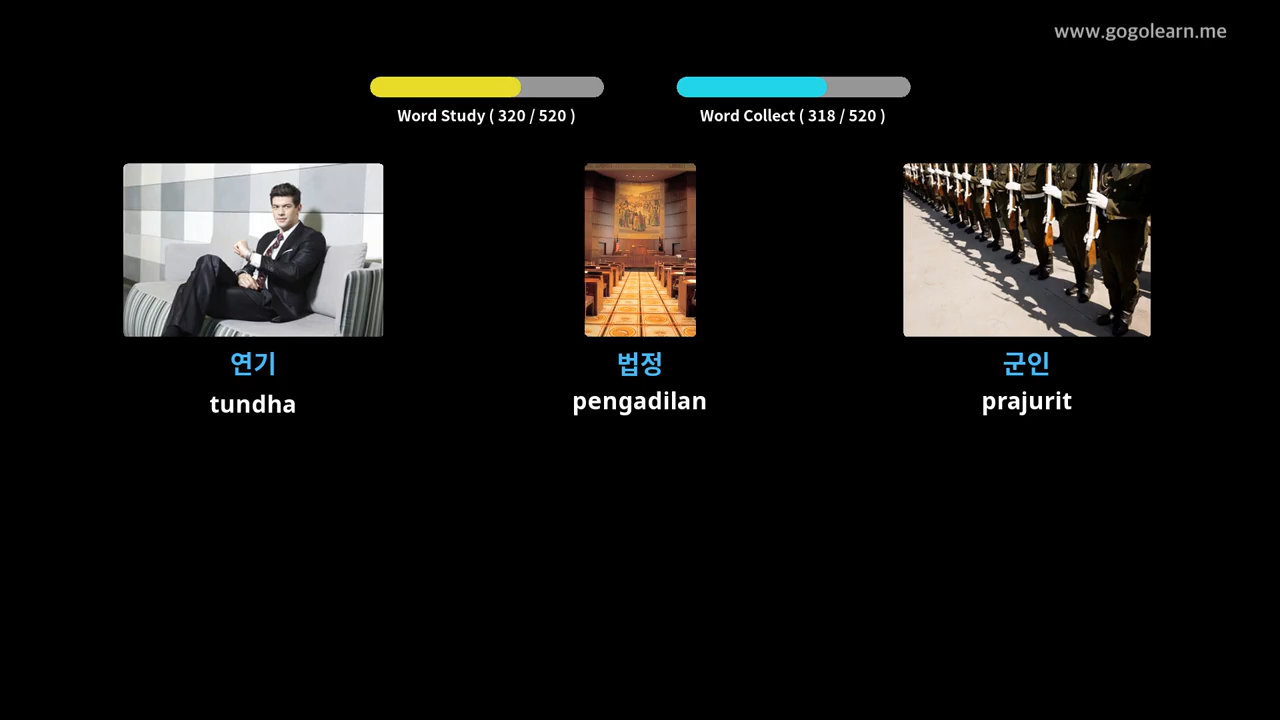 www.gogolearn.me
Word Study ( 320 / 520 )
Word Collect ( 318 / 520 )
연기
tundha
법정
pengadilan
군인
prajurit